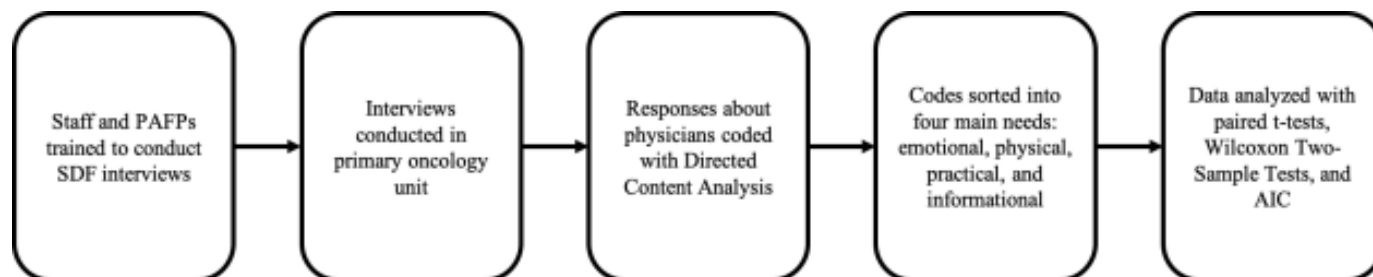 Staff and PAFPs
trained to conduct
SDF interviews
Interviews
conducted in
primary oncology
unit
Responses about
physicians coded
with Directed
Content Analysis
Codes sorted into
four main needs:
emotional, physical,
practical, and
informational
Data analyzed with
paired t-tests,
Wilcoxon Two-
Sample Tests, and
AIC